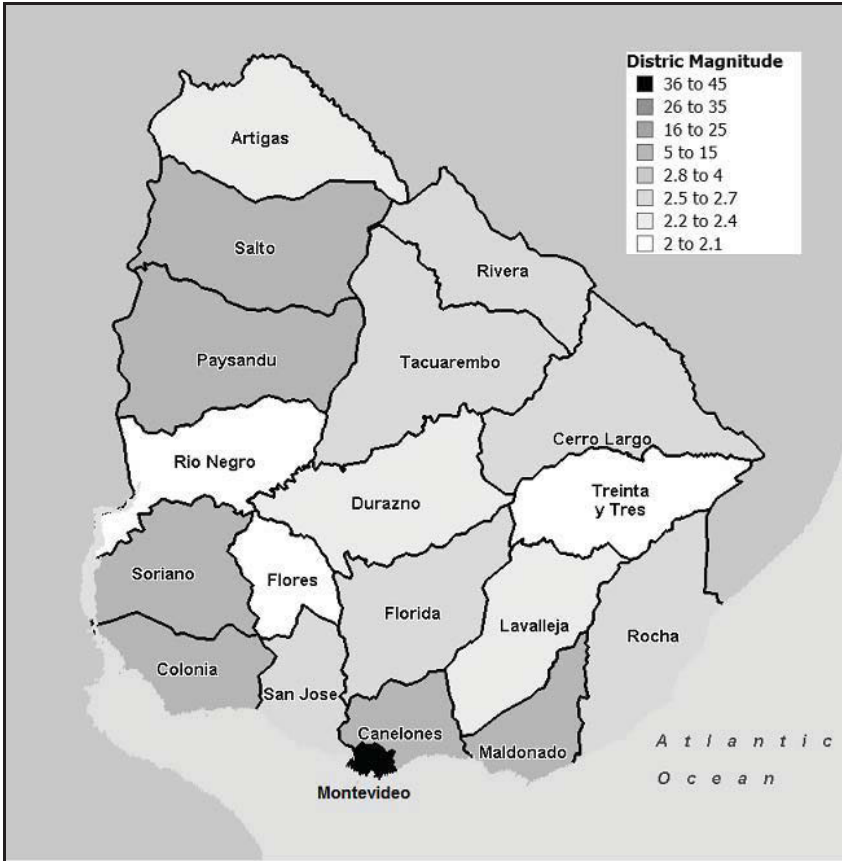 Distric Magnitude
36 to 45
26 to 35
16 to 25
5 to 15
2.8 to 4
2.5 to 2.7
2.2 to 2.4
2 to 2.1
Artigas
Salto
Rivera
Paysandu
Tacuarembo
Cerro Largo
Rio Negro
Durazno
Treinta
y Tres
Soriano
Flores
Florida
Lavalleja
Rocha
Colonia
San Jose
Canelones
Maldonado
Montevideo
Atlantic
Ocean